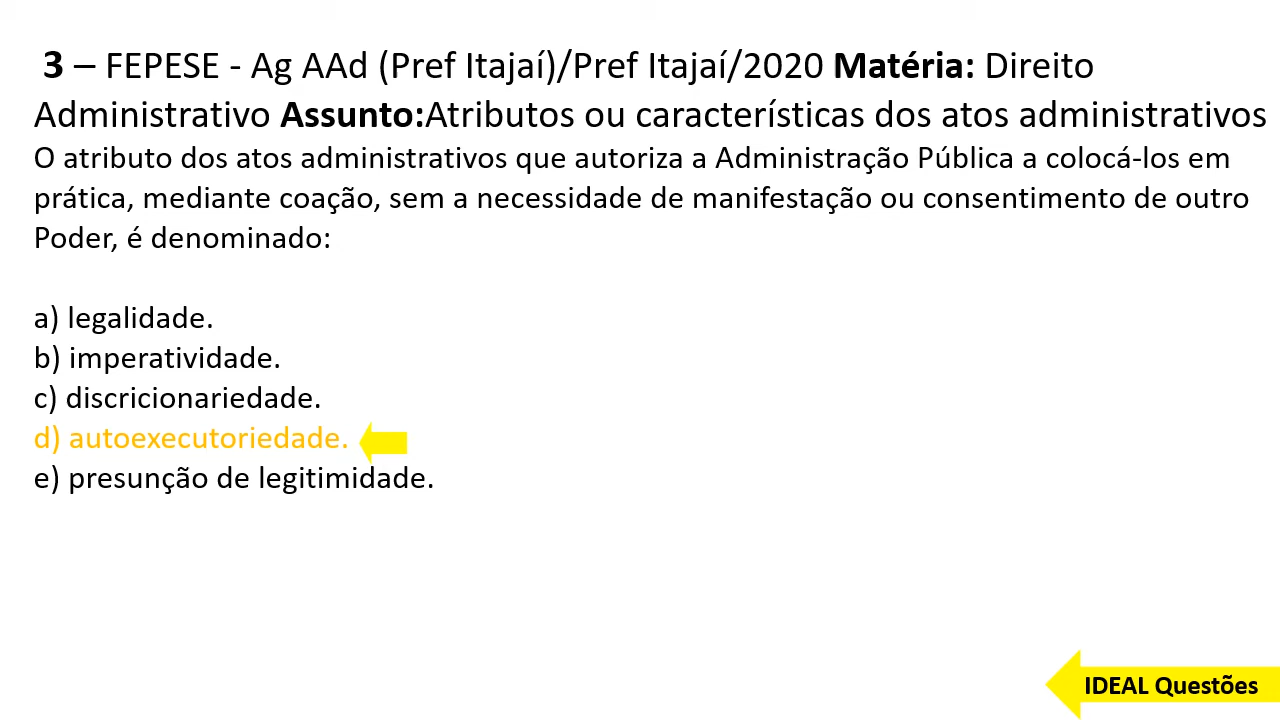 3 – FEPESE - Ag AAd (Pref Itajaí)/Pref Itajaí/2020 Matéria: Direito
Administrativo Assunto:Atributos ou características dos atos administrativos
O atributo dos atos administrativos que autoriza a Administração Pública a colocá-los em
prática, mediante coação, sem a necessidade de manifestação ou consentimento de outro
Poder, é denominado:
a) legalidade.
b) imperatividade.
c) discricionariedade.
d) autoexecutoriedade.
e) presunção de legitimidade.
IDEAL Questões